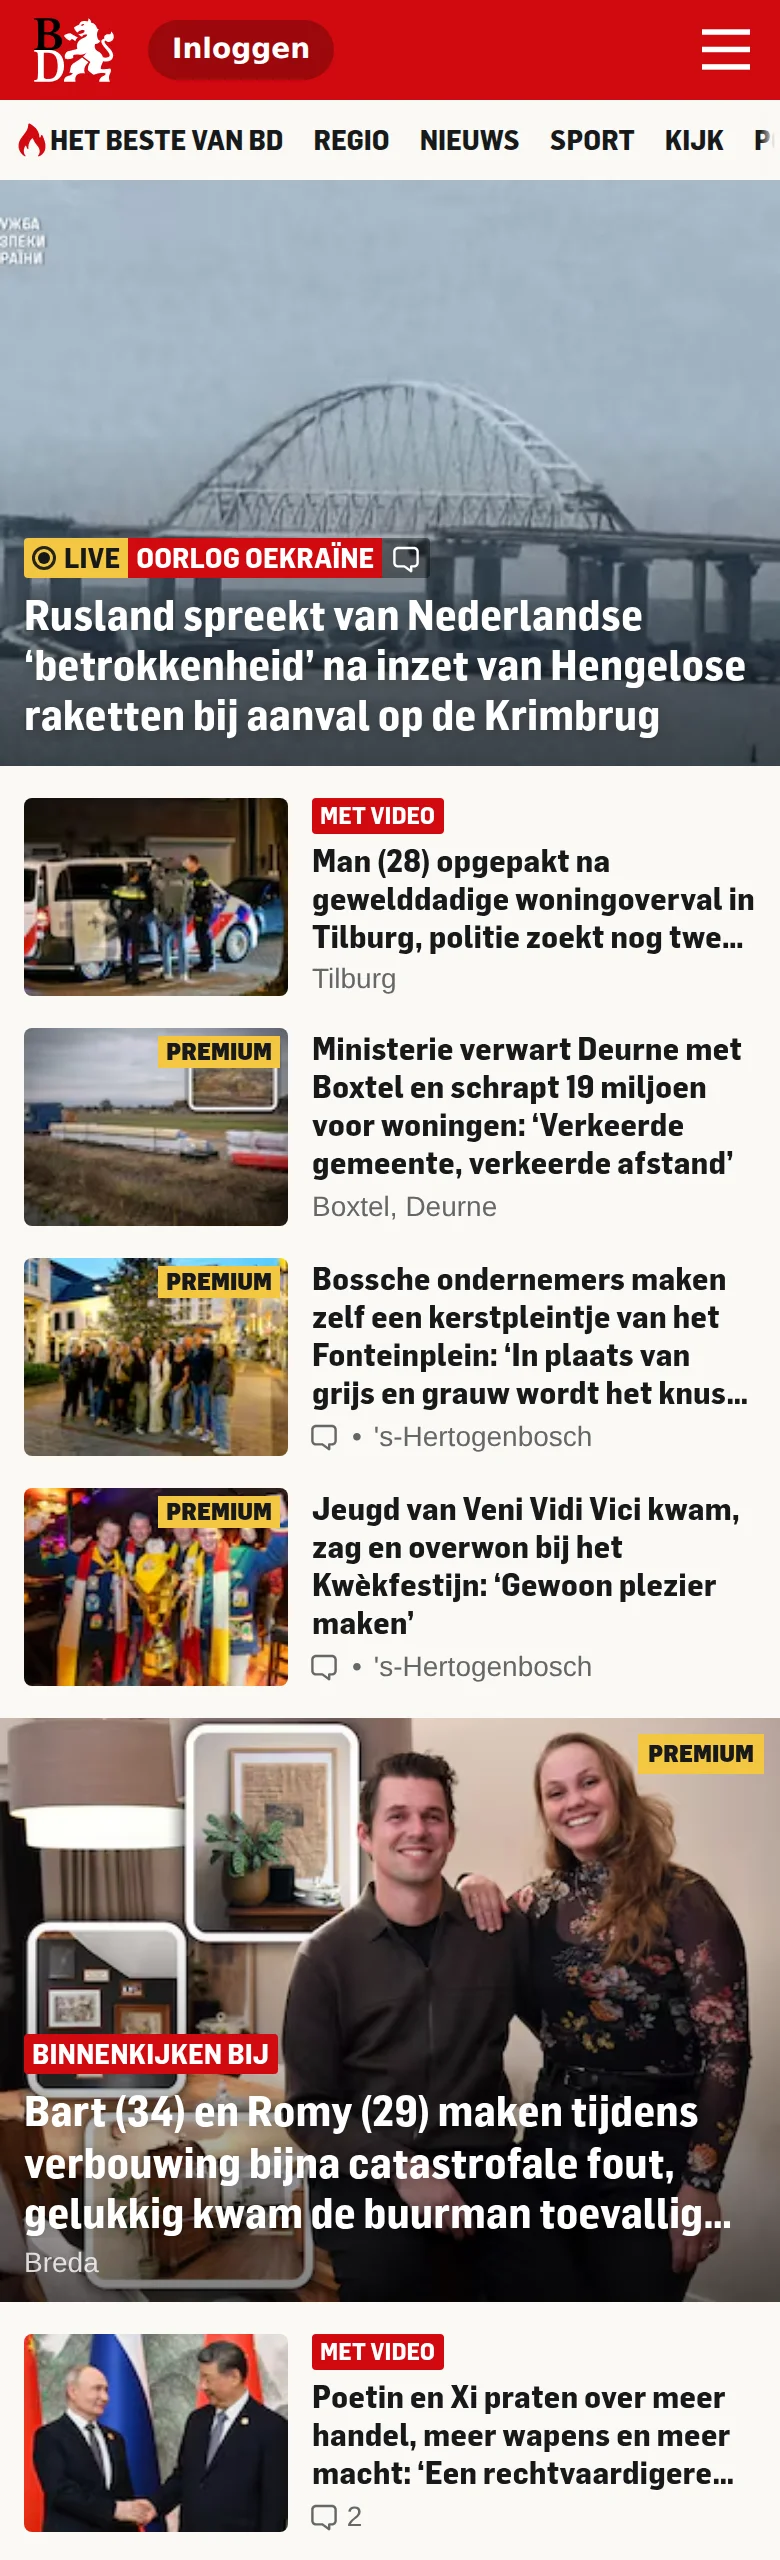 BD
Inloggen
HET BESTE VAN BD REGIO NIEUWS SPORT KIJK
УЖБА
ЗПЕКИ
РАЇНИ
LIVE OORLOG OEKRAÏNE
Rusland spreekt van Nederlandse
‘betrokkenheid’ na inzet van Hengelose
raketten bij aanval op de Krimbrug
MET VIDEO
Man (28) opgepakt na
gewelddadige woningoverval in
Tilburg, politie zoekt nog twe...
Tilburg
PREMIUM
Ministerie verwart Deurne met
Boxtel en schrapt 19 miljoen
voor woningen: ‘Verkeerde
gemeente, verkeerde afstand’
Boxtel, Deurne
PREMIUM
Bossche ondernemers maken
zelf een kerstpleintje van het
Fonteinplein: ‘In plaats van
grijs en grauw wordt het knus...
• 's-Hertogenbosch
PREMIUM
Jeugd van Veni Vidi Vici kwam,
zag en overwon bij het
Kwèkfestijn: ‘Gewoon plezier
maken’
• 's-Hertogenbosch
PREMIUM
BINNENKIJKEN BIJ
Bart (34) en Romy (29) maken tijdens
verbouwing bijna catastrofale fout,
gelukkig kwam de buurman toevallig...
Breda
MET VIDEO
Poetin en Xi praten over meer
handel, meer wapens en meer
macht: ‘Een rechtvaardigere...
2